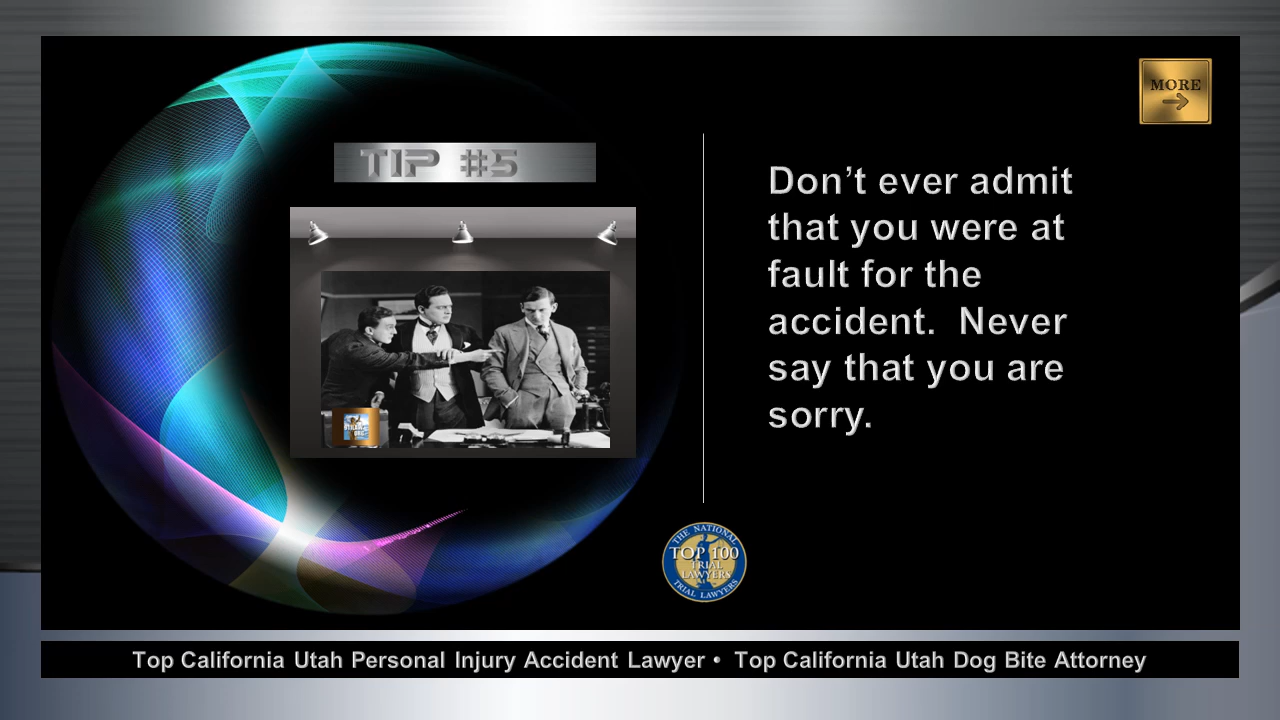 MORE
TIP #5
Don’t ever admit
that you were at
fault for the
accident.  Never
say that you are
sorry.
THE NATIONAL
TOP 100
TRIAL
LAWYERS
TRIAL LAWYERS
Top California Utah Personal Injury Accident Lawyer •  Top California Utah Dog Bite Attorney